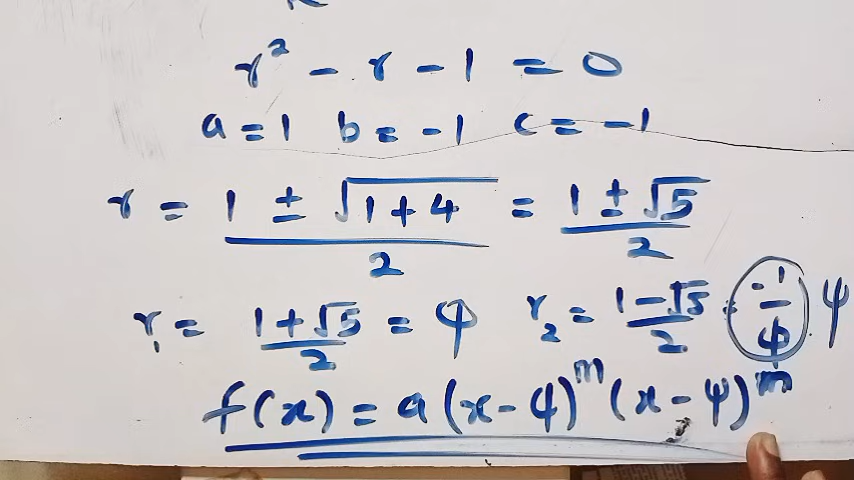 r² - r - 1 = 0
a = 1 b = -1 c = -1
r = (1 ± √(1+4))/2 = (1 ± √5)/2
r₁ = (1+√5)/2 = φ r₂ = (1-√5)/2 = -1/φ ψ
f(x) = a(x-φ)^m (x-ψ)^m